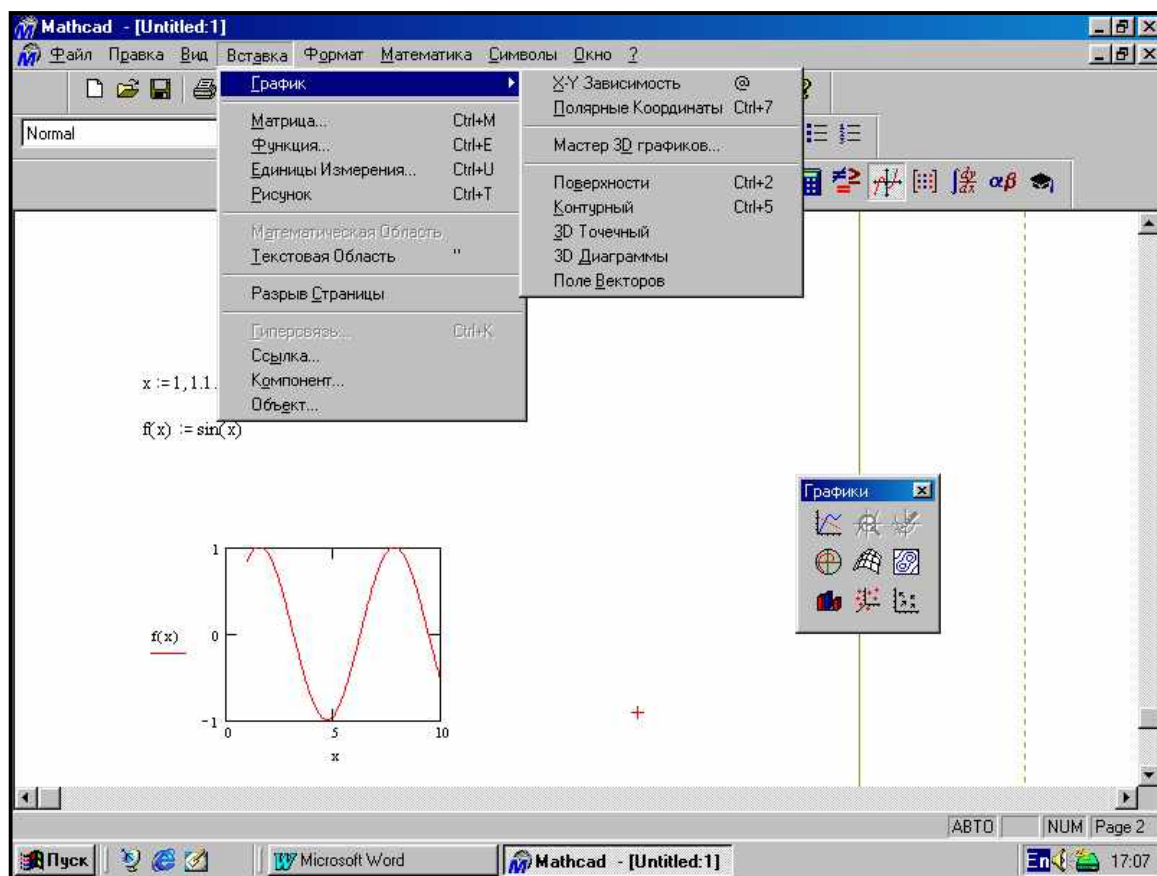 Mathcad - [Untitled:1]
Файл Правка Вид Вставка Формат Математика Символы Окно ?
Normal
График
Матрица... Ctrl+M
Функция... Ctrl+E
Единицы Измерения... Ctrl+U
Рисунок Ctrl+T
Математическая Область
Текстовая Область "
Разрыв Страницы
Гиперсвязь... Ctrl+K
Ссылка...
Компонент...
Объект...
X-Y Зависимость @
Полярные Координаты Ctrl+7
Мастер 3D графиков...
Поверхности Ctrl+2
Контурный Ctrl+5
3D Точечный
3D Диаграммы
Поле Векторов
x := 1, 1.1.
f(x) := sin(x)
Графики
1
f(x) 0
−1
0 5 10
x
АВТО NUM Page 2
Пуск Microsoft Word Mathcad - [Untitled:1] En 17:07